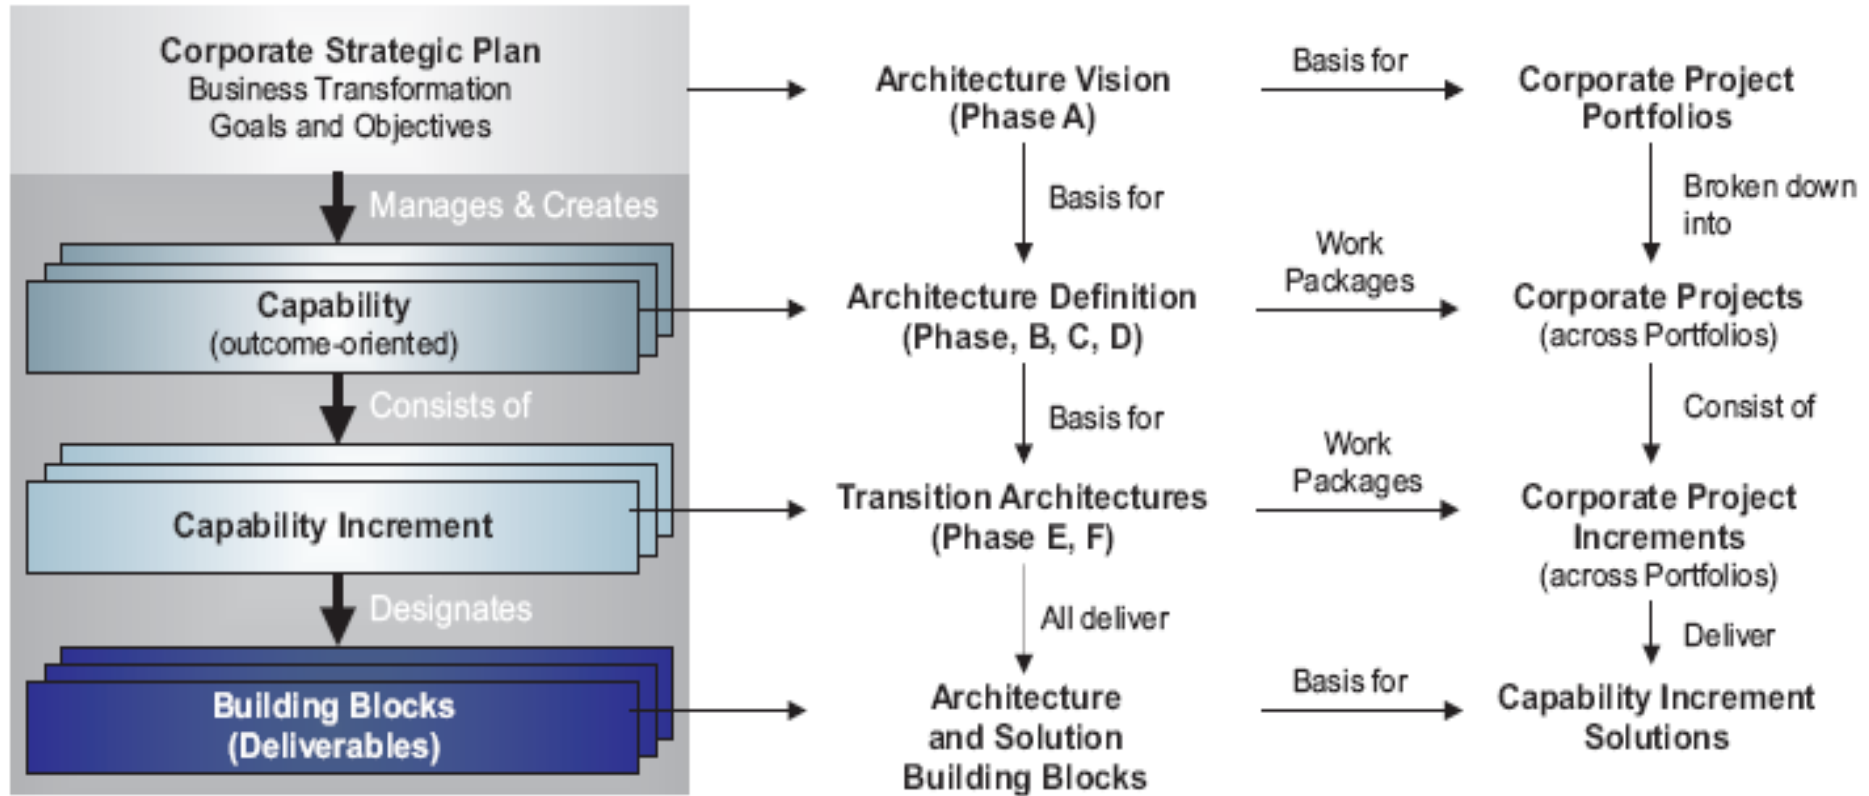 Corporate Strategic Plan
Business Transformation
Goals and Objectives
Architecture Vision
(Phase A)
Basis for
Corporate Project
Portfolios
Manages & Creates
Basis for
Broken down
into
Capability
(outcome-oriented)
Architecture Definition
(Phase, B, C, D)
Work
Packages
Corporate Projects
(across Portfolios)
Consists of
Basis for
Consist of
Capability Increment
Transition Architectures
(Phase E, F)
Work
Packages
Corporate Project
Increments
(across Portfolios)
Designates
All deliver
Deliver
Building Blocks
(Deliverables)
Architecture
and Solution
Building Blocks
Basis for
Capability Increment
Solutions